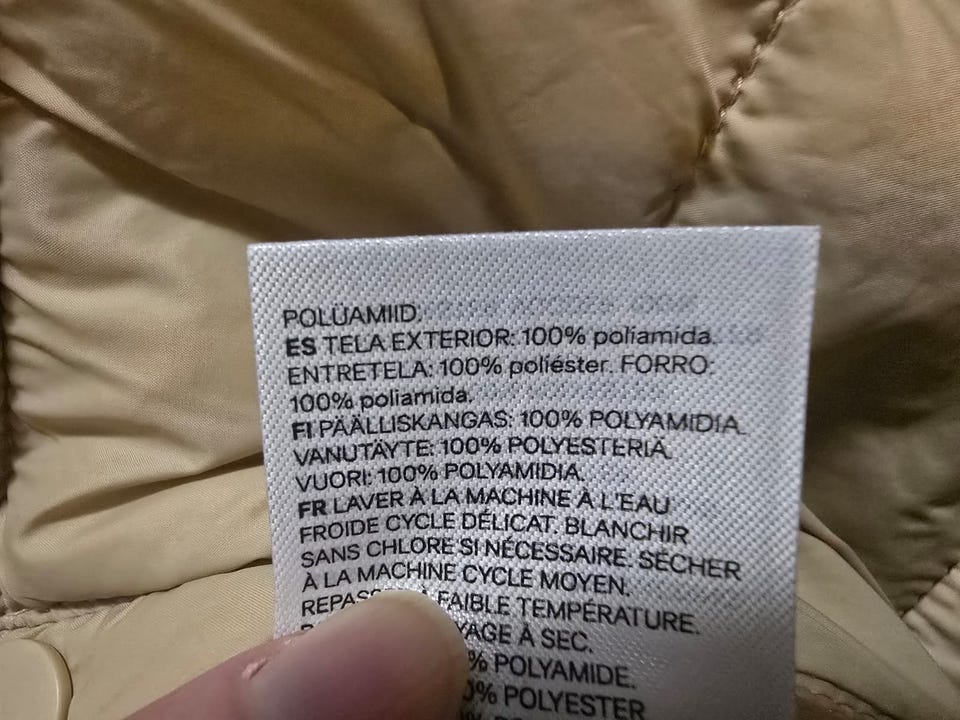 POLÜAMIID.
ES TELA EXTERIOR: 100% poliamida.
ENTRETELA: 100% poliéster. FORRO:
100% poliamida.
FI PÄÄLLISKANGAS: 100% POLYAMIDIA.
VANUTÄYTE: 100% POLYESTERIÄ.
VUORI: 100% POLYAMIDIA.
FR LAVER À LA MACHINE À L'EAU
FROIDE CYCLE DÉLICAT. BLANCHIR
SANS CHLORE SI NÉCESSAIRE. SÉCHER
À LA MACHINE CYCLE MOYEN.
FAIBLE TEMPÉRATURE.
À SEC.
% POLYAMIDE.
% POLYESTER